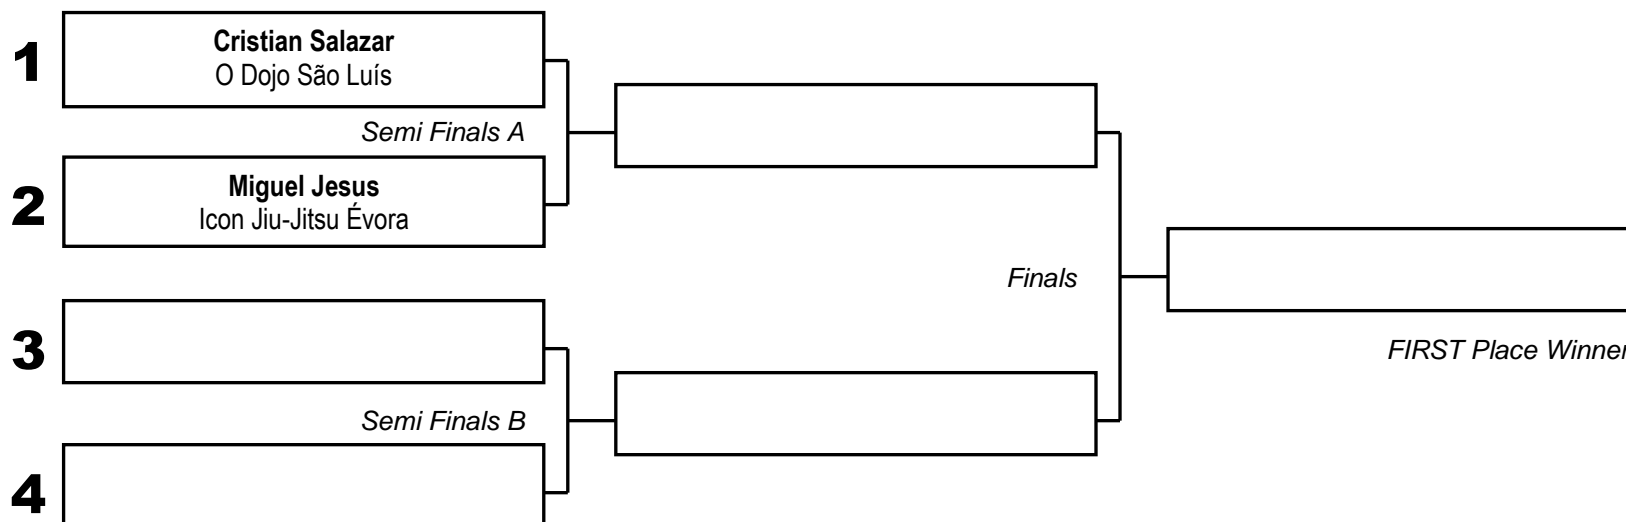 1
Cristian Salazar
O Dojo São Luís
Semi Finals A
2
Miguel Jesus
Icon Jiu-Jitsu Évora
Finals
3
FIRST Place Winner
Semi Finals B
4